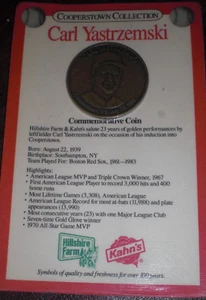 COOPERSTOWN COLLECTION
Carl Yastrzemski
Commemorative Coin
Hillshire Farm & Kahn's salute 23 years of golden performances by
leftfielder Carl Yastrzemski on the occasion of his induction into
Cooperstown.
Born: August 22, 1939
Birthplace: Southampton, NY
Team Played For: Boston Red Sox, 1961-1983
Highlights:
• American League MVP and Triple Crown Winner, 1967
• First American League Player to record 3,000 hits and 400
home runs
• Most Lifetime Games (3,308), American League
• American League Record for most at bats (11,988) and plate
appearances (13,990)
• Most consecutive years (23) with one Major League Club
• Seven-time Gold Glove winner
• 1970 All-Star Game MVP
Hillshire
Farm
Kahn's
Symbols of quality and freshness for over 100 years.